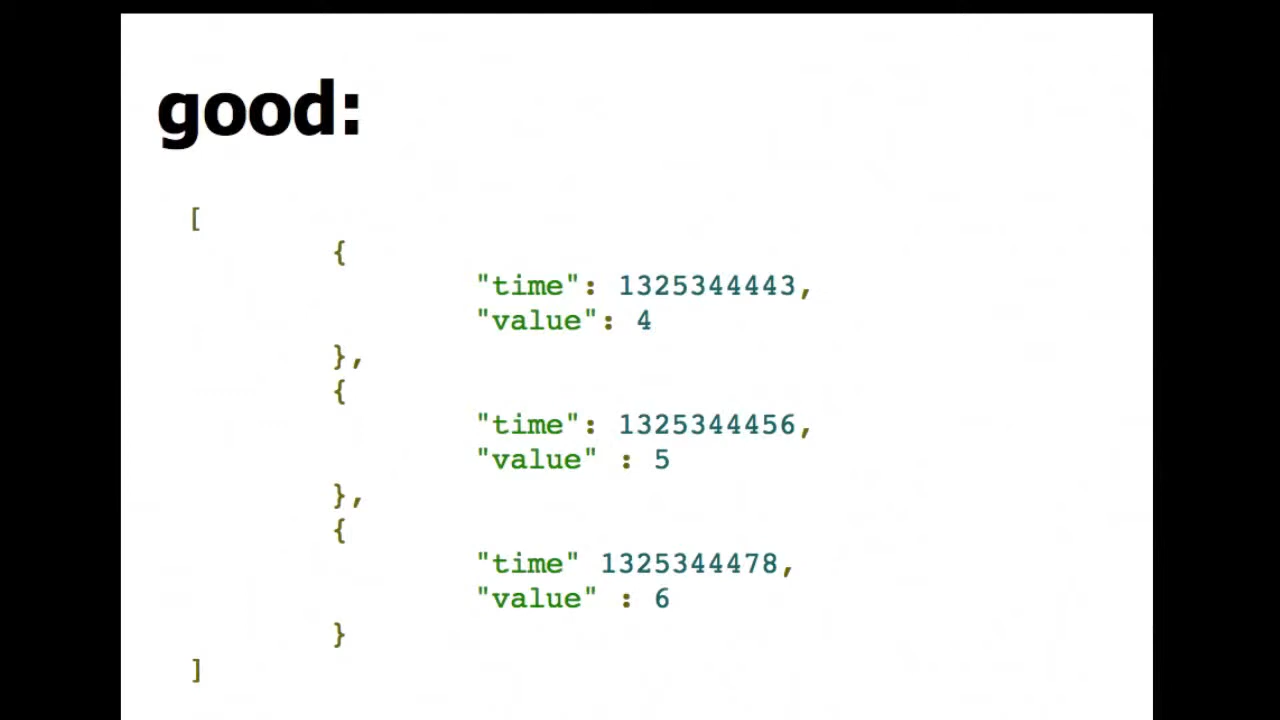 good:
[
{
"time": 1325344443,
"value": 4
},
{
"time": 1325344456,
"value" : 5
},
{
"time" 1325344478,
"value" : 6
}
]